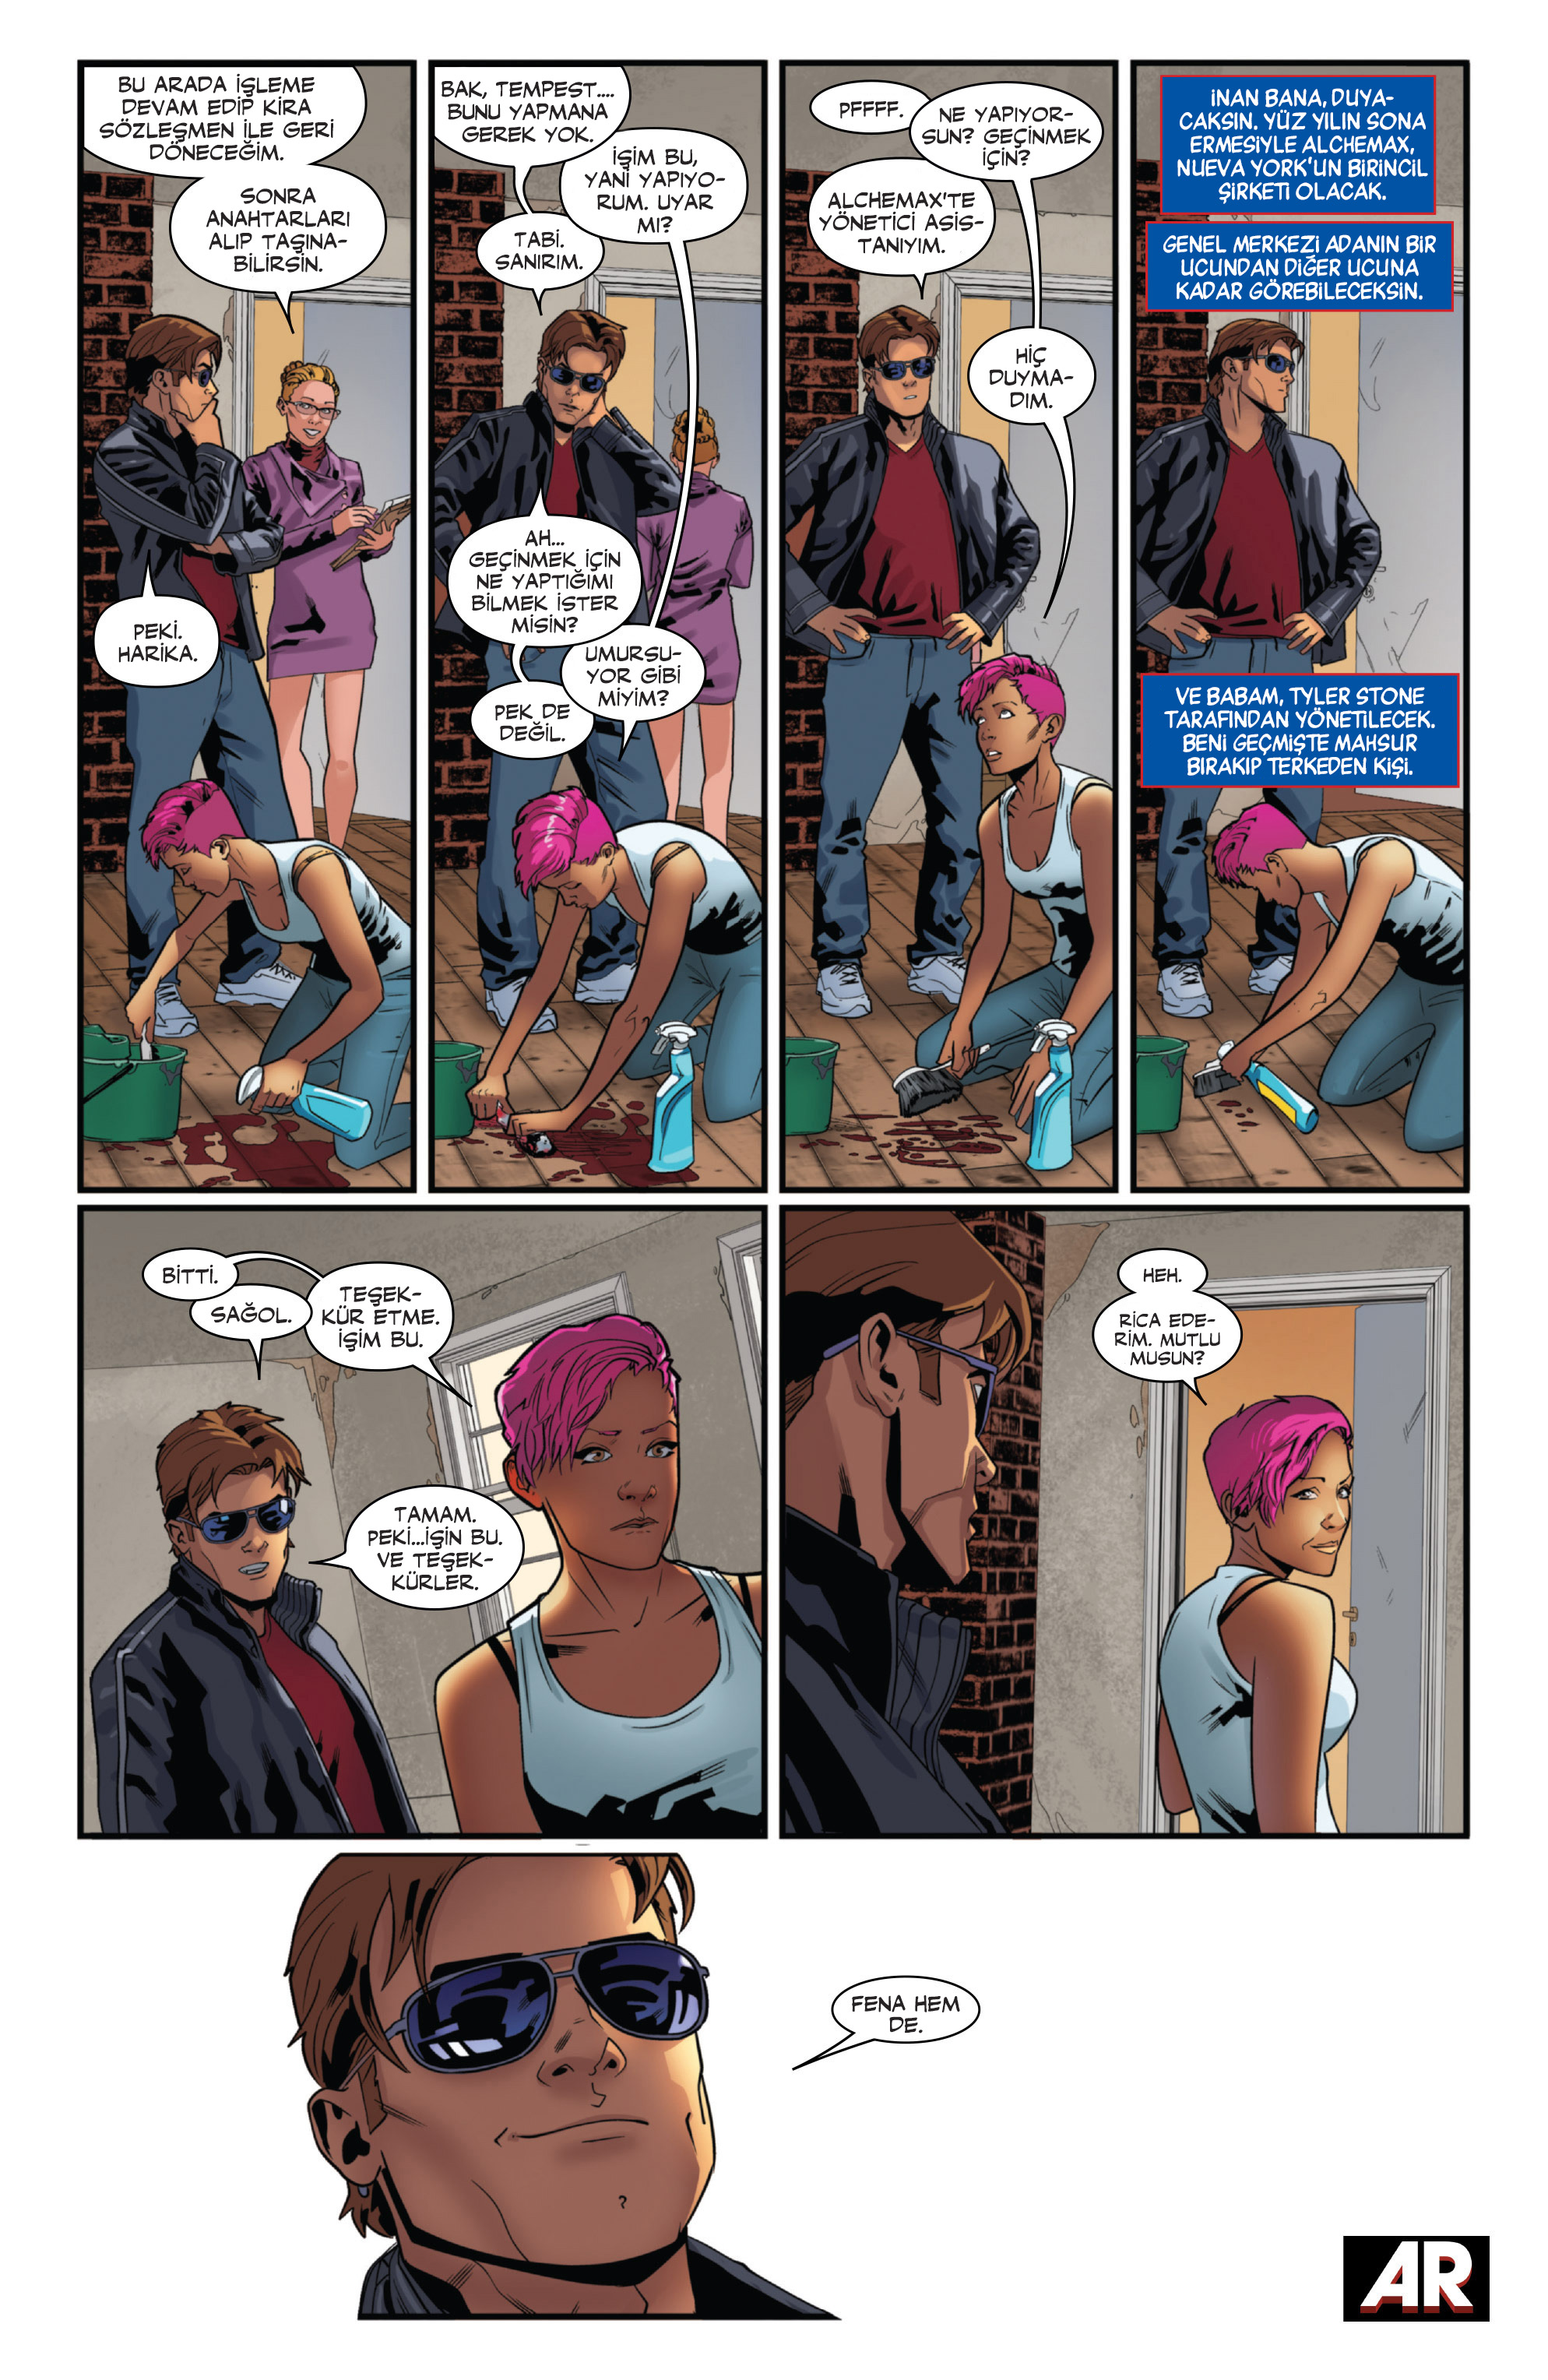 BU ARADA İŞLEME
DEVAM EDİP KİRA
SÖZLEŞMEN İLE GERİ
DÖNECEĞİM.
SONRA
ANAHTARLARI
ALIP TAŞINA-
BİLİRSİN.
PEKİ.
HARİKA.
BAK, TEMPEST....
BUNU YAPMANA
GEREK YOK.
İŞİM BU,
YANİ YAPIYO-
RUM. UYAR
MI?
TABİ.
SANIRIM.
AH...
GEÇİNMEK İÇİN
NE YAPTIĞIMI
BİLMEK İSTER
MİSİN?
UMURSU-
YOR GİBİ
MİYİM?
PEK DE
DEĞİL.
PFFFF.
NE YAPIYOR-
SUN? GEÇİNMEK
İÇİN?
ALCHEMAX'TE
YÖNETİCİ ASİS-
TANIYIM.
HİÇ
DUYMA-
DIM.
İNAN BANA, DUYA-
CAKSIN. YÜZ YILIN SONA
ERMESİYLE ALCHEMAX,
NUEVA YORK'UN BİRİNCİL
ŞİRKETİ OLACAK.
GENEL MERKEZİ ADANIN BİR
UCUNDAN DİĞER UCUNA
KADAR GÖREBİLECEKSİN.
VE BABAM, TYLER STONE
TARAFINDAN YÖNETİLECEK.
BENİ GEÇMİŞTE MAHSUR
BIRAKIP TERKEDEN KİŞİ.
BİTTİ.
SAĞOL.
TEŞEK-
KÜR ETME.
İŞİM BU.
TAMAM.
PEKİ...İŞİN BU.
VE TEŞEK-
KÜRLER.
HEH.
RİCA EDE-
RİM. MUTLU
MUSUN?
FENA HEM
DE.
AR